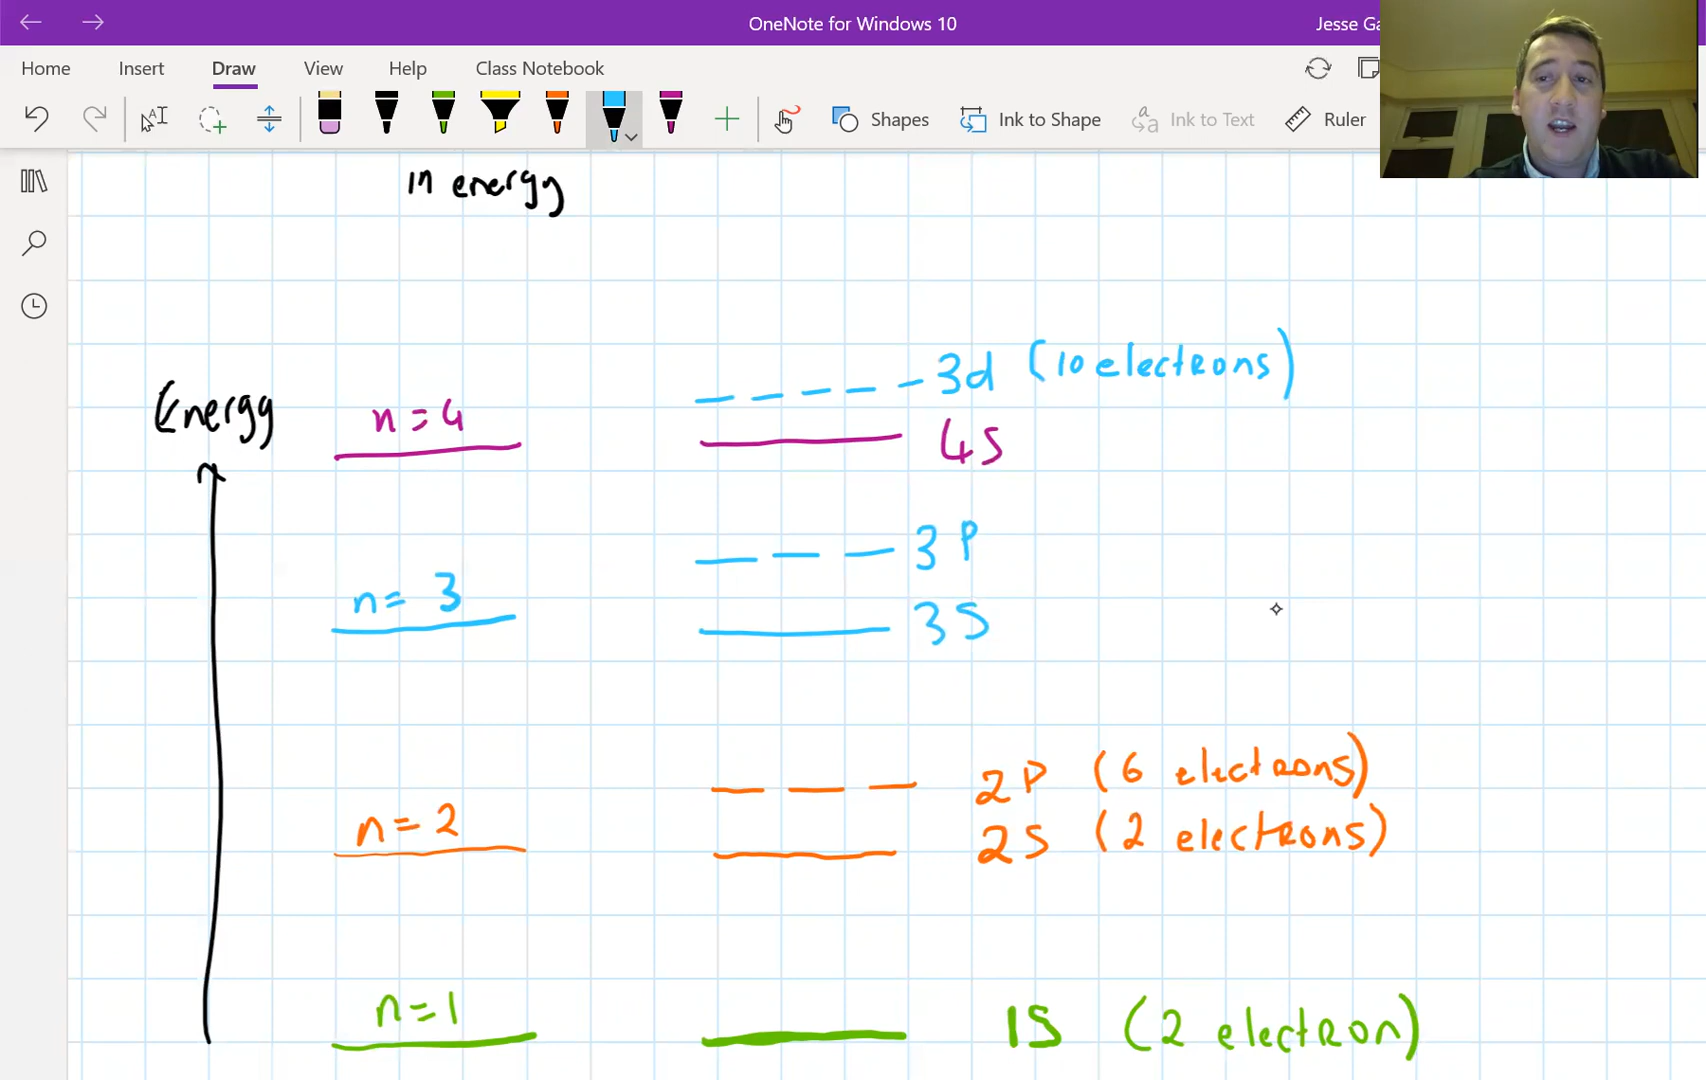 OneNote for Windows 10
Jesse Ga
Home Insert Draw View Help Class Notebook
Shapes Ink to Shape Ink to Text Ruler
in energy
3d (10 electrons)
Energy
n = 4
4s
3P
n = 3
3S
2P (6 electrons)
n = 2
2S (2 electrons)
n = 1
1S (2 electron)